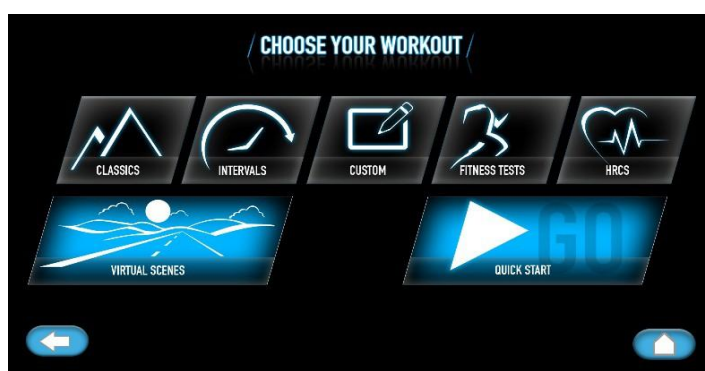 / CHOOSE YOUR WORKOUT /
CLASSICS
INTERVALS
CUSTOM
FITNESS TESTS
HRCS
VIRTUAL SCENES
GO
QUICK START